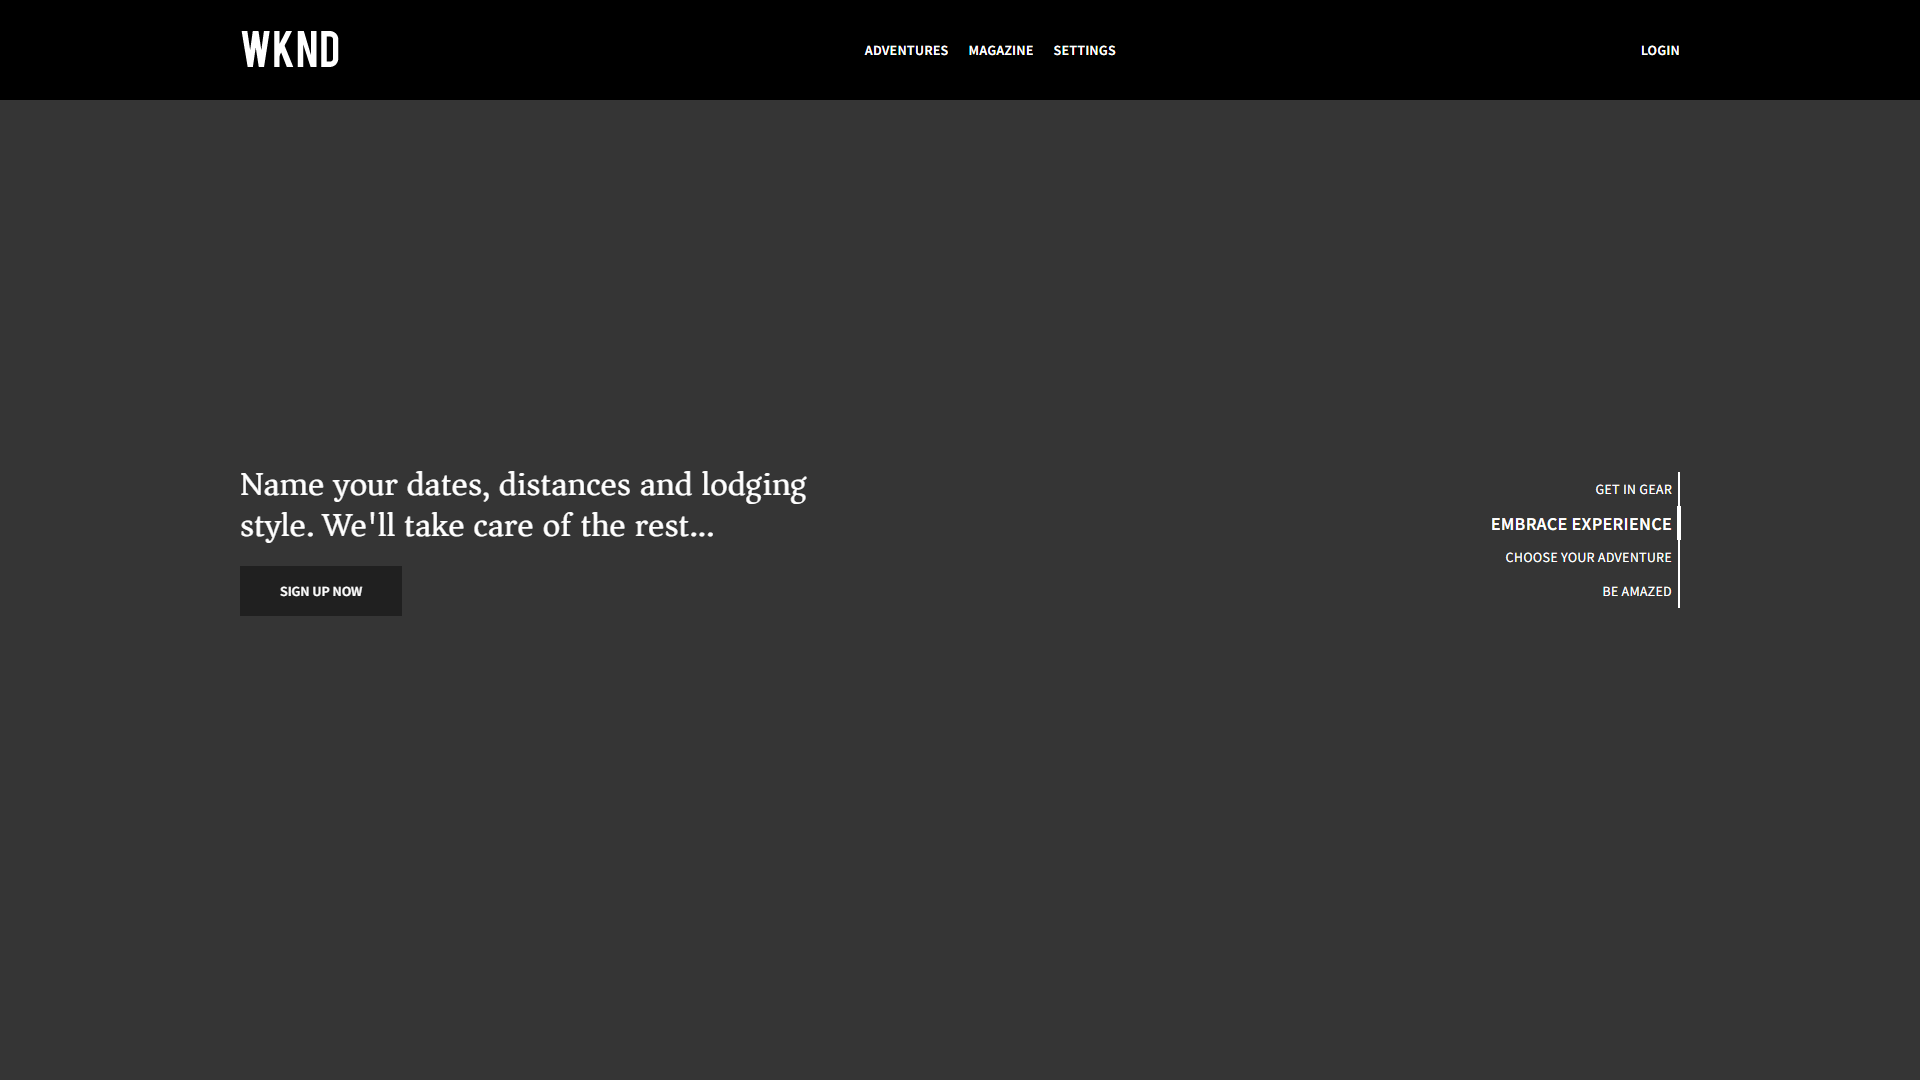 WKND
ADVENTURES MAGAZINE SETTINGS
LOGIN
Name your dates, distances and lodging
style. We'll take care of the rest...
SIGN UP NOW
GET IN GEAR
EMBRACE EXPERIENCE
CHOOSE YOUR ADVENTURE
BE AMAZED